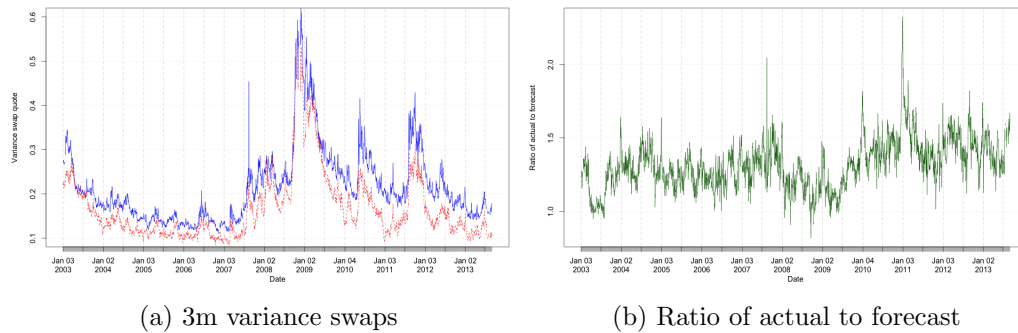 Variance swap quote
0.6
0.5
0.4
0.3
0.2
0.1
Jan 03 Jan 02 Jan 03 Jan 03 Jan 03 Jan 02 Jan 02 Jan 04 Jan 03 Jan 03 Jan 02
2003 2004 2005 2006 2007 2008 2009 2010 2011 2012 2013
Date
(a) 3m variance swaps
Ratio of actual to forecast
2.0
1.5
1.0
Jan 03 Jan 02 Jan 03 Jan 03 Jan 03 Jan 02 Jan 02 Jan 04 Jan 03 Jan 03 Jan 02
2003 2004 2005 2006 2007 2008 2009 2010 2011 2012 2013
Date
(b) Ratio of actual to forecast